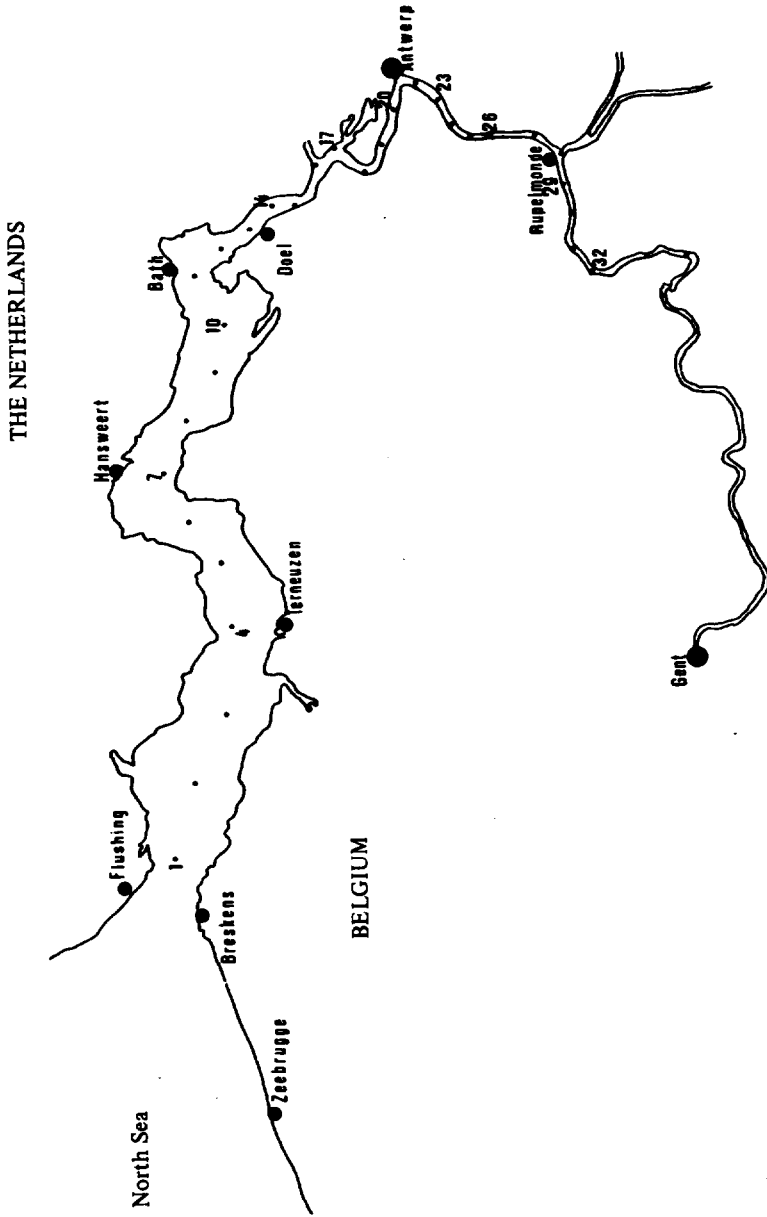 THE NETHERLANDS
North Sea
BELGIUM
Flushing
Breskens
Zeebrugge
Hansweert
Terneuzen
Bath
Doel
Antwerp
Rupelmonde
Gent
1
4
7
10
14
17
20
23
26
29
32